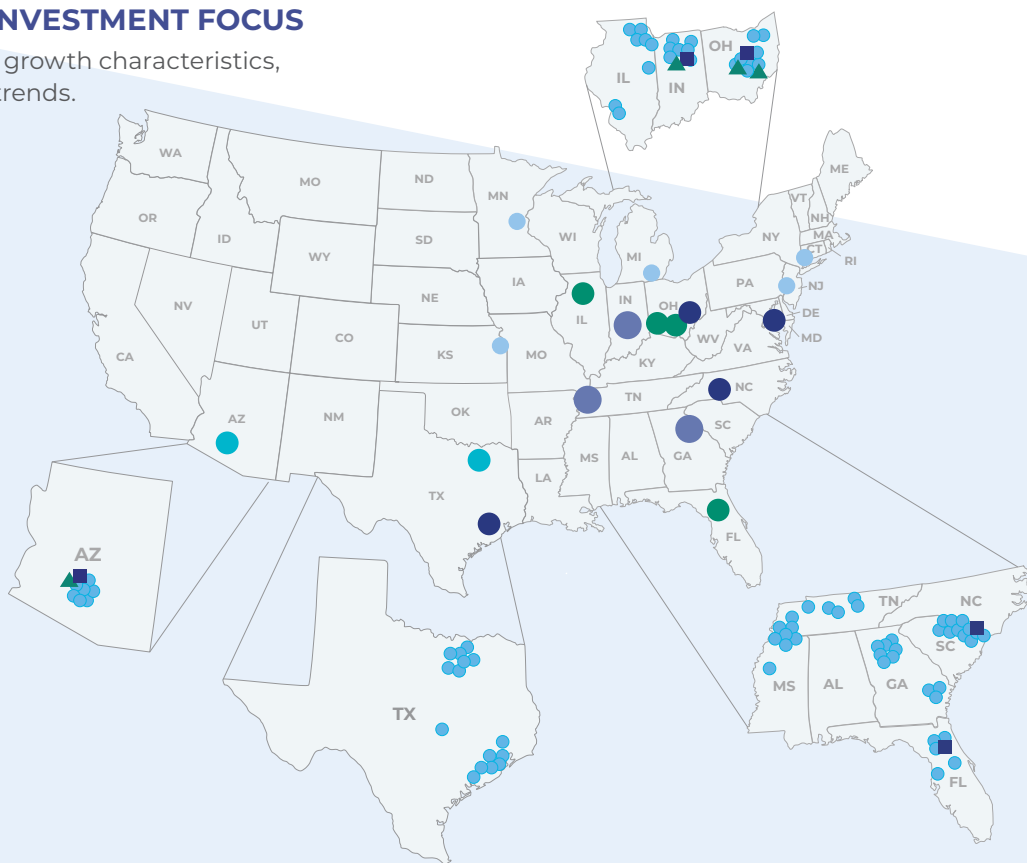 INVESTMENT FOCUS
growth characteristics,
trends.
OH
IL
IN
WA
MO
ND
MN
ME
VT
NH
OR
ID
WY
SD
WI
MI
NY
MA
CT
RI
NV
UT
NE
IA
PA
NJ
IN
OH
IL
DE
CA
CO
KS
MO
WV
VA
MD
KY
AZ
NM
OK
AR
TN
NC
SC
TX
LA
MS
AL
GA
FL
AZ
TX
TN
NC
SC
MS
AL
GA
FL